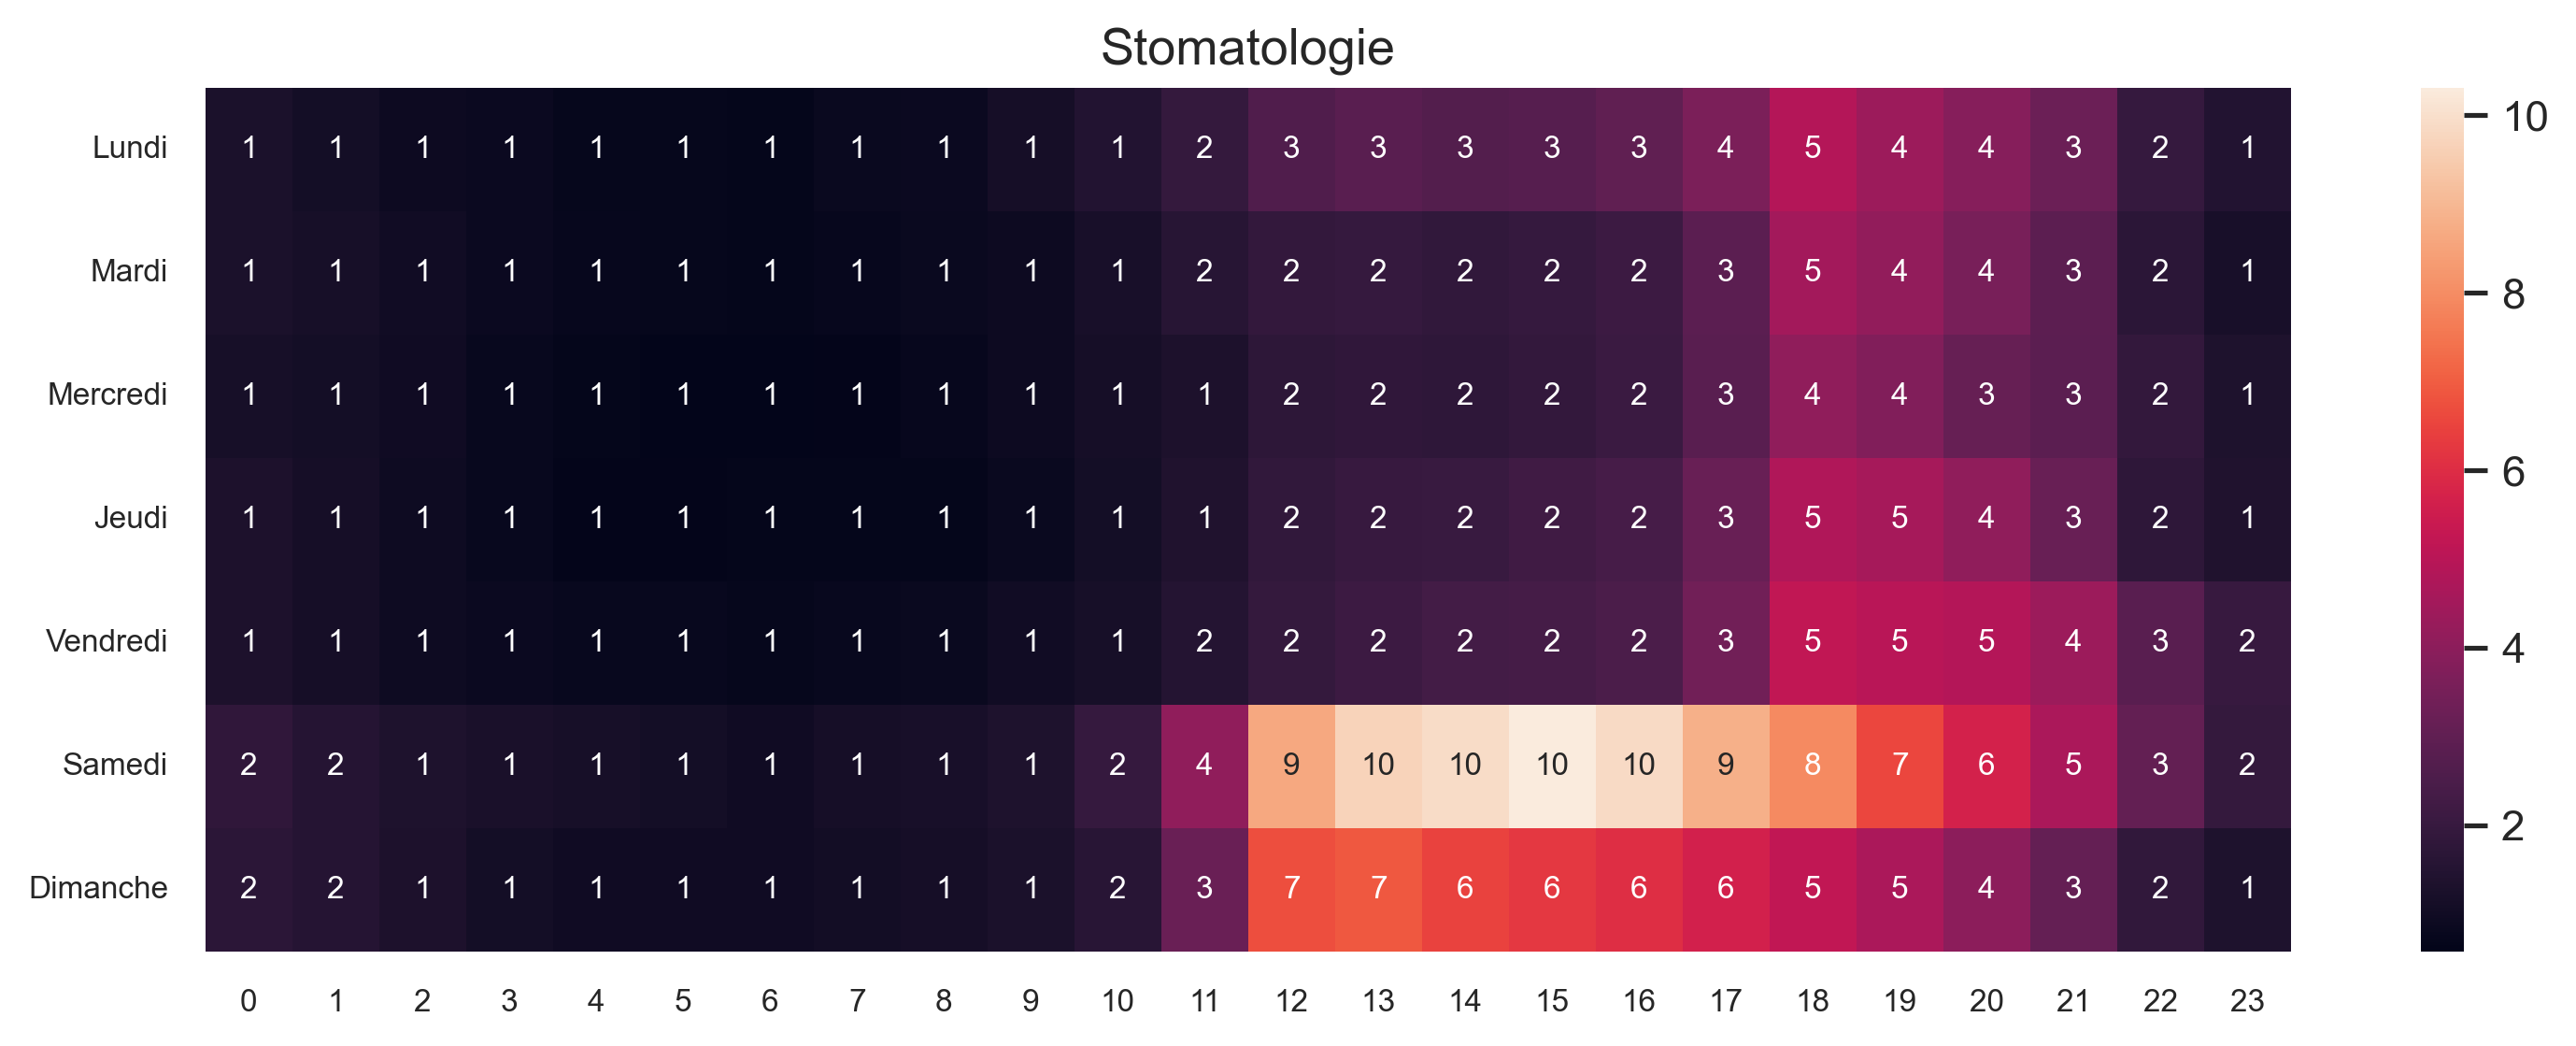 Stomatologie
Lundi 1 1 1 1 1 1 1 1 1 1 1 2 3 3 3 3 3 4 5 4 4 3 2 1
Mardi 1 1 1 1 1 1 1 1 1 1 1 2 2 2 2 2 2 3 5 4 4 3 2 1
Mercredi 1 1 1 1 1 1 1 1 1 1 1 1 2 2 2 2 2 3 4 4 3 3 2 1
Jeudi 1 1 1 1 1 1 1 1 1 1 1 1 2 2 2 2 2 3 5 5 4 3 2 1
Vendredi 1 1 1 1 1 1 1 1 1 1 1 2 2 2 2 2 2 3 5 5 5 4 3 2
Samedi 2 2 1 1 1 1 1 1 1 1 2 4 9 10 10 10 10 9 8 7 6 5 3 2
Dimanche 2 2 1 1 1 1 1 1 1 1 2 3 7 7 6 6 6 6 5 5 4 3 2 1
0 1 2 3 4 5 6 7 8 9 10 11 12 13 14 15 16 17 18 19 20 21 22 23
10
8
6
4
2